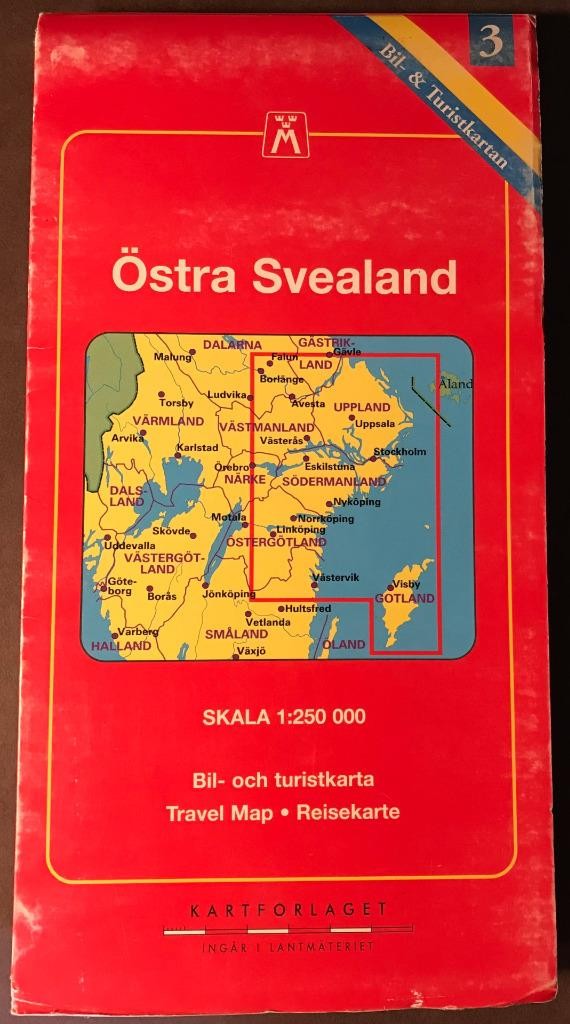 3
Bil- & Turistkartan
M
Östra Svealand
DALARNA
GÄSTRIK-
LAND
Malung
Falun
Gävle
Borlänge
Åland
Torsby
Ludvika
Avesta
UPPLAND
VÄRMLAND
VÄSTMANLAND
Uppsala
Arvika
Karlstad
Västerås
Stockholm
Örebro
Eskilstuna
NÄRKE
SÖDERMANLAND
DALS-
LAND
Nyköping
Motala
Norrköping
Skövde
Linköping
Uddevalla
ÖSTERGÖTLAND
VÄSTERGÖT-
LAND
Göte-
borg
Borås
Jönköping
Västervik
Visby
GOTLAND
Hultsfred
Vetlanda
Varberg
SMÅLAND
HALLAND
Växjö
ÖLAND
SKALA 1:250 000
Bil- och turistkarta
Travel Map • Reisekarte
KARTFÖRLAGET
INGÅR I LANTMÄTERIET